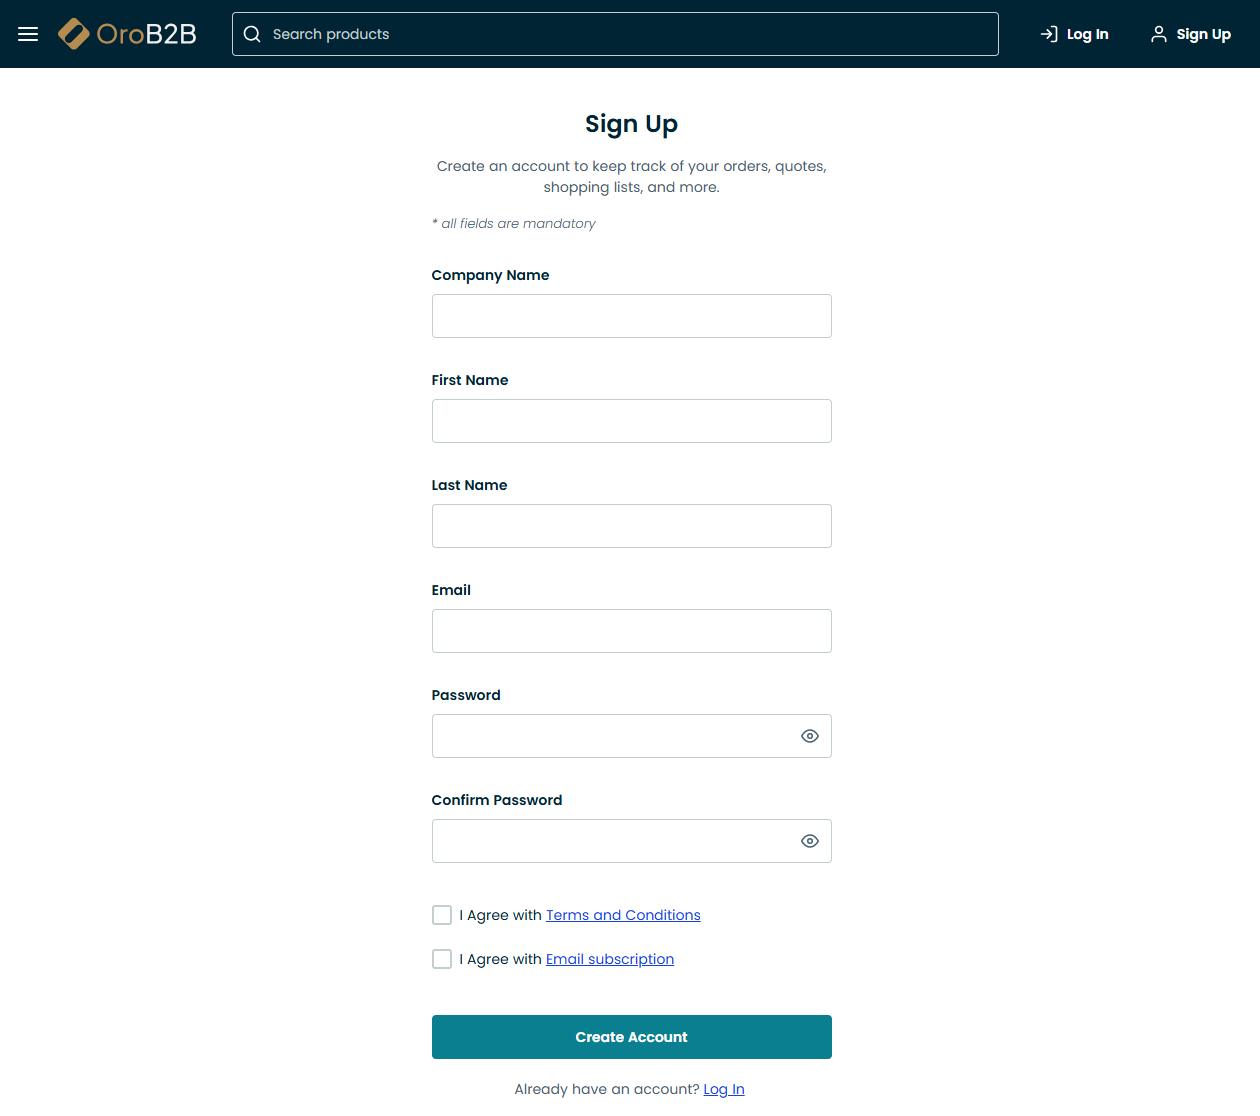 OroB2B
Search products
Log In
Sign Up
Sign Up
Create an account to keep track of your orders, quotes,
shopping lists, and more.
* all fields are mandatory
Company Name
First Name
Last Name
Email
Password
Confirm Password
I Agree with Terms and Conditions
I Agree with Email subscription
Create Account
Already have an account? Log In